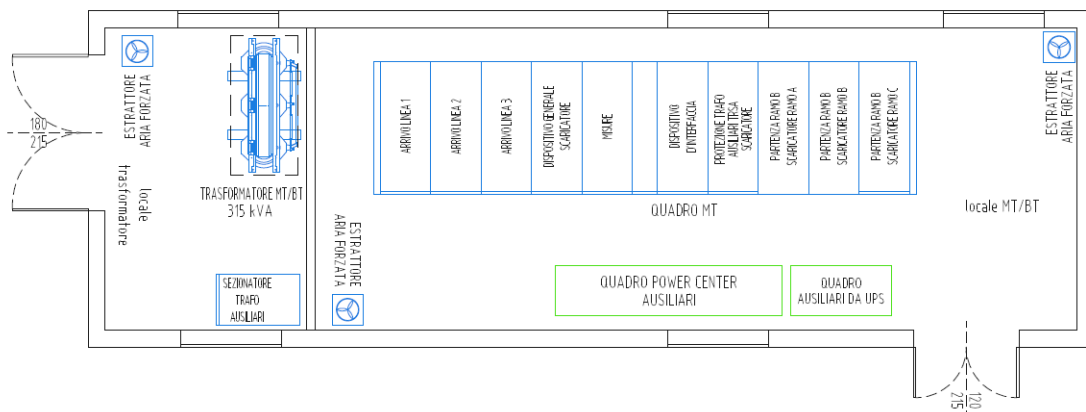 180
215
ESTRATTORE
ARIA FORZATA
locale
trasformatore
TRASFORMATORE MT/BT
315 kVA
SEZIONATORE
TRAFO
AUSILIARI
ESTRATTORE
ARIA FORZATA
ARRIVO LINEA 1
ARRIVO LINEA 2
ARRIVO LINEA 3
DISPOSITIVO GENERALE
SCARICATORE
MISURE
DISPOSITIVO
D'INTERFACCIA
PROTEZIONE TRAFO
AUSILIARI TRSA
SCARICATORE
PARTENZA RAMO B
SCARICATORE RAMO A
PARTENZA RAMO B
SCARICATORE RAMO B
PARTENZA RAMO B
SCARICATORE RAMO C
QUADRO MT
locale MT/BT
ESTRATTORE
ARIA FORZATA
QUADRO POWER CENTER
AUSILIARI
QUADRO
AUSILIARI DA UPS
120
215